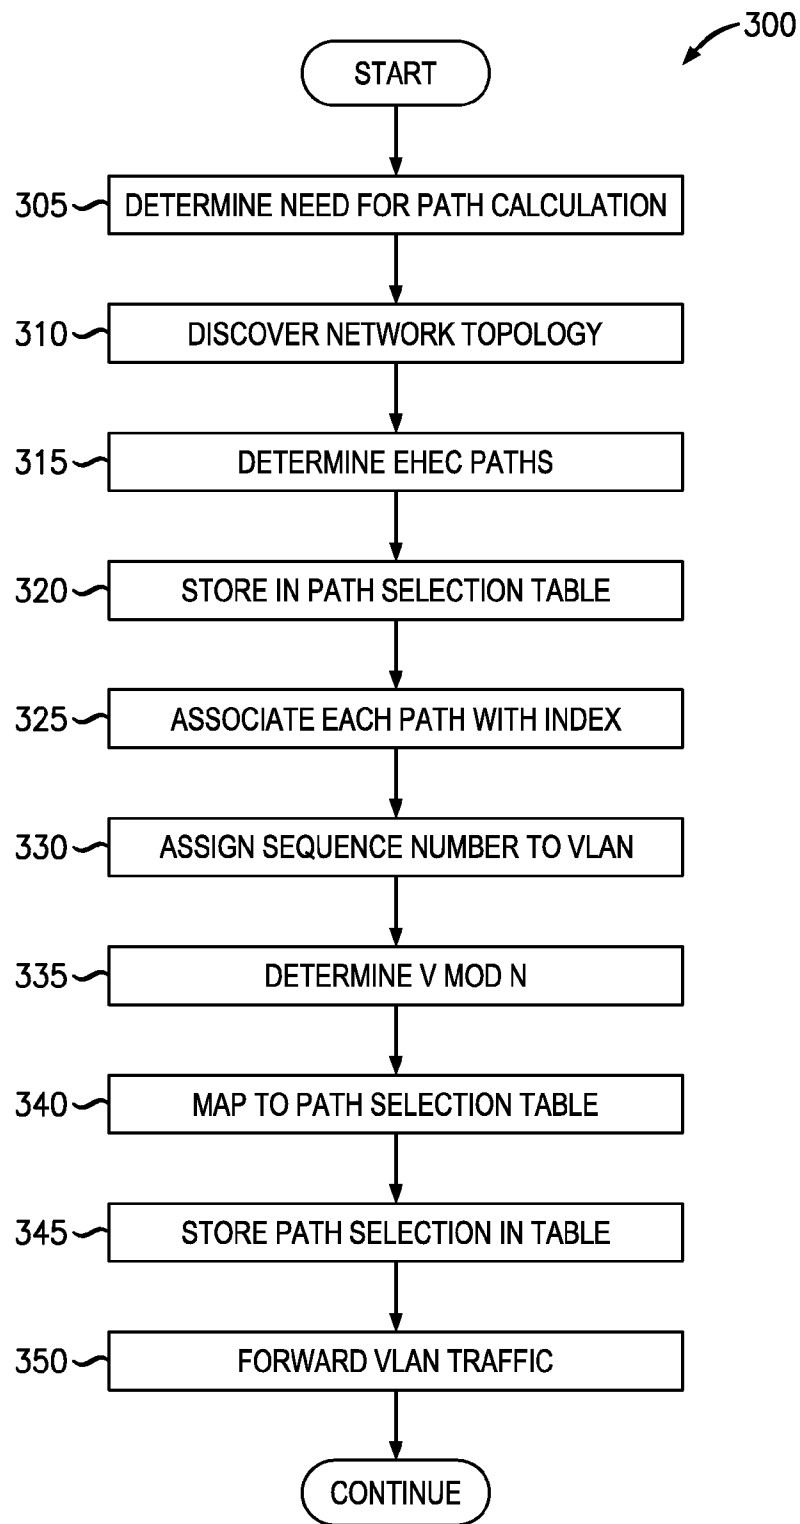 300
START
305 DETERMINE NEED FOR PATH CALCULATION
310 DISCOVER NETWORK TOPOLOGY
315 DETERMINE EHEC PATHS
320 STORE IN PATH SELECTION TABLE
325 ASSOCIATE EACH PATH WITH INDEX
330 ASSIGN SEQUENCE NUMBER TO VLAN
335 DETERMINE V MOD N
340 MAP TO PATH SELECTION TABLE
345 STORE PATH SELECTION IN TABLE
350 FORWARD VLAN TRAFFIC
CONTINUE